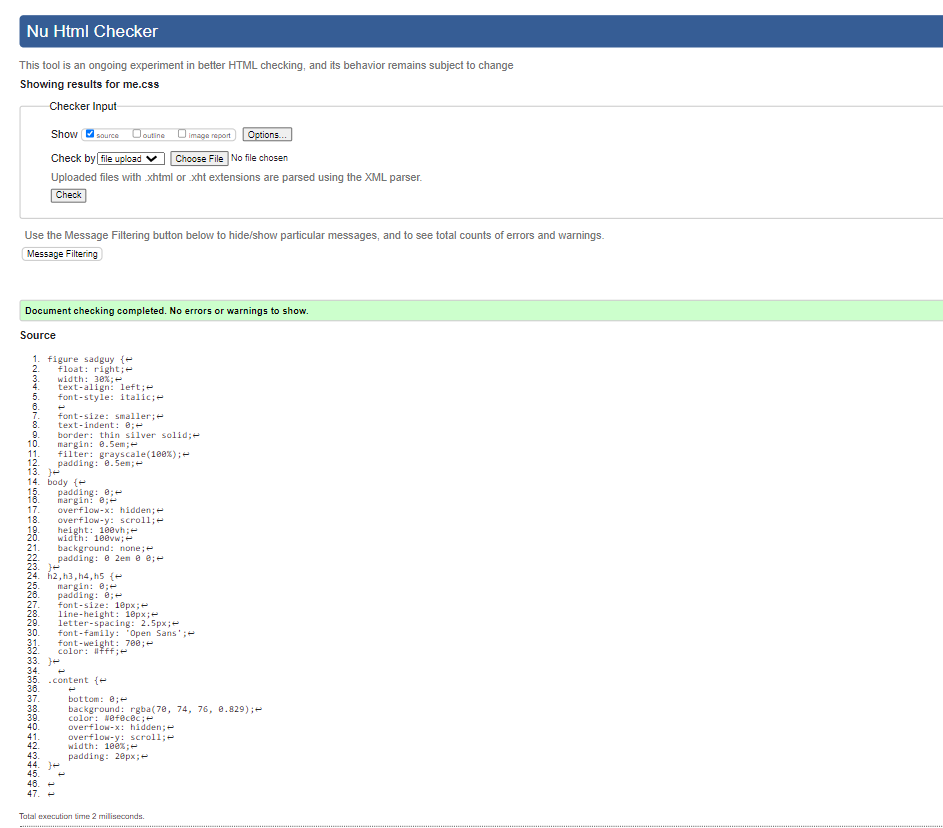 Nu Html Checker
This tool is an ongoing experiment in better HTML checking, and its behavior remains subject to change
Showing results for me.css
Checker Input
Show source outline image report Options...
Check by file upload Choose File No file chosen
Uploaded files with .xhtml or .xht extensions are parsed using the XML parser.
Check
Use the Message Filtering button below to hide/show particular messages, and to see total counts of errors and warnings.
Message Filtering
Document checking completed. No errors or warnings to show.
Source
1. figure sadguy {↩
2. float: right;↩
3. width: 30%;↩
4. text-align: left;↩
5. font-style: italic;↩
6. ↩
7. font-size: smaller;↩
8. text-indent: 0;↩
9. border: thin silver solid;↩
10. margin: 0.5em;↩
11. filter: grayscale(100%);↩
12. padding: 0.5em;↩
13. }↩
14. body {↩
15. padding: 0;↩
16. margin: 0;↩
17. overflow-x: hidden;↩
18. overflow-y: scroll;↩
19. height: 100vh;↩
20. width: 100vw;↩
21. background: none;↩
22. padding: 0 2em 0 0;↩
23. }↩
24. h2,h3,h4,h5 {↩
25. margin: 0;↩
26. padding: 0;↩
27. font-size: 10px;↩
28. line-height: 10px;↩
29. letter-spacing: 2.5px;↩
30. font-family: 'Open Sans';↩
31. font-weight: 700;↩
32. color: #fff;↩
33. }↩
34. ↩
35. .content {↩
36. ↩
37. bottom: 0;↩
38. background: rgba(70, 74, 76, 0.829);↩
39. color: #0f0c0c;↩
40. overflow-x: hidden;↩
41. overflow-y: scroll;↩
42. width: 100%;↩
43. padding: 20px;↩
44. }↩
45. ↩
46. ↩
47. ↩
Total execution time 2 milliseconds.